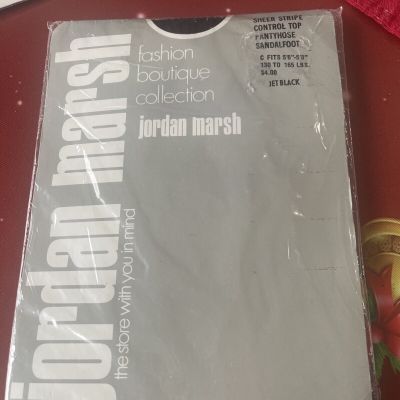 SHEER STRIPE
CONTROL TOP
PANTYHOSE
SANDALFOOT
C FITS 5'6"-5'9"
130 TO 165 LBS.
$4.00
JET BLACK
fashion
boutique
collection
jordan marsh
jordan marsh
the store with you in mind